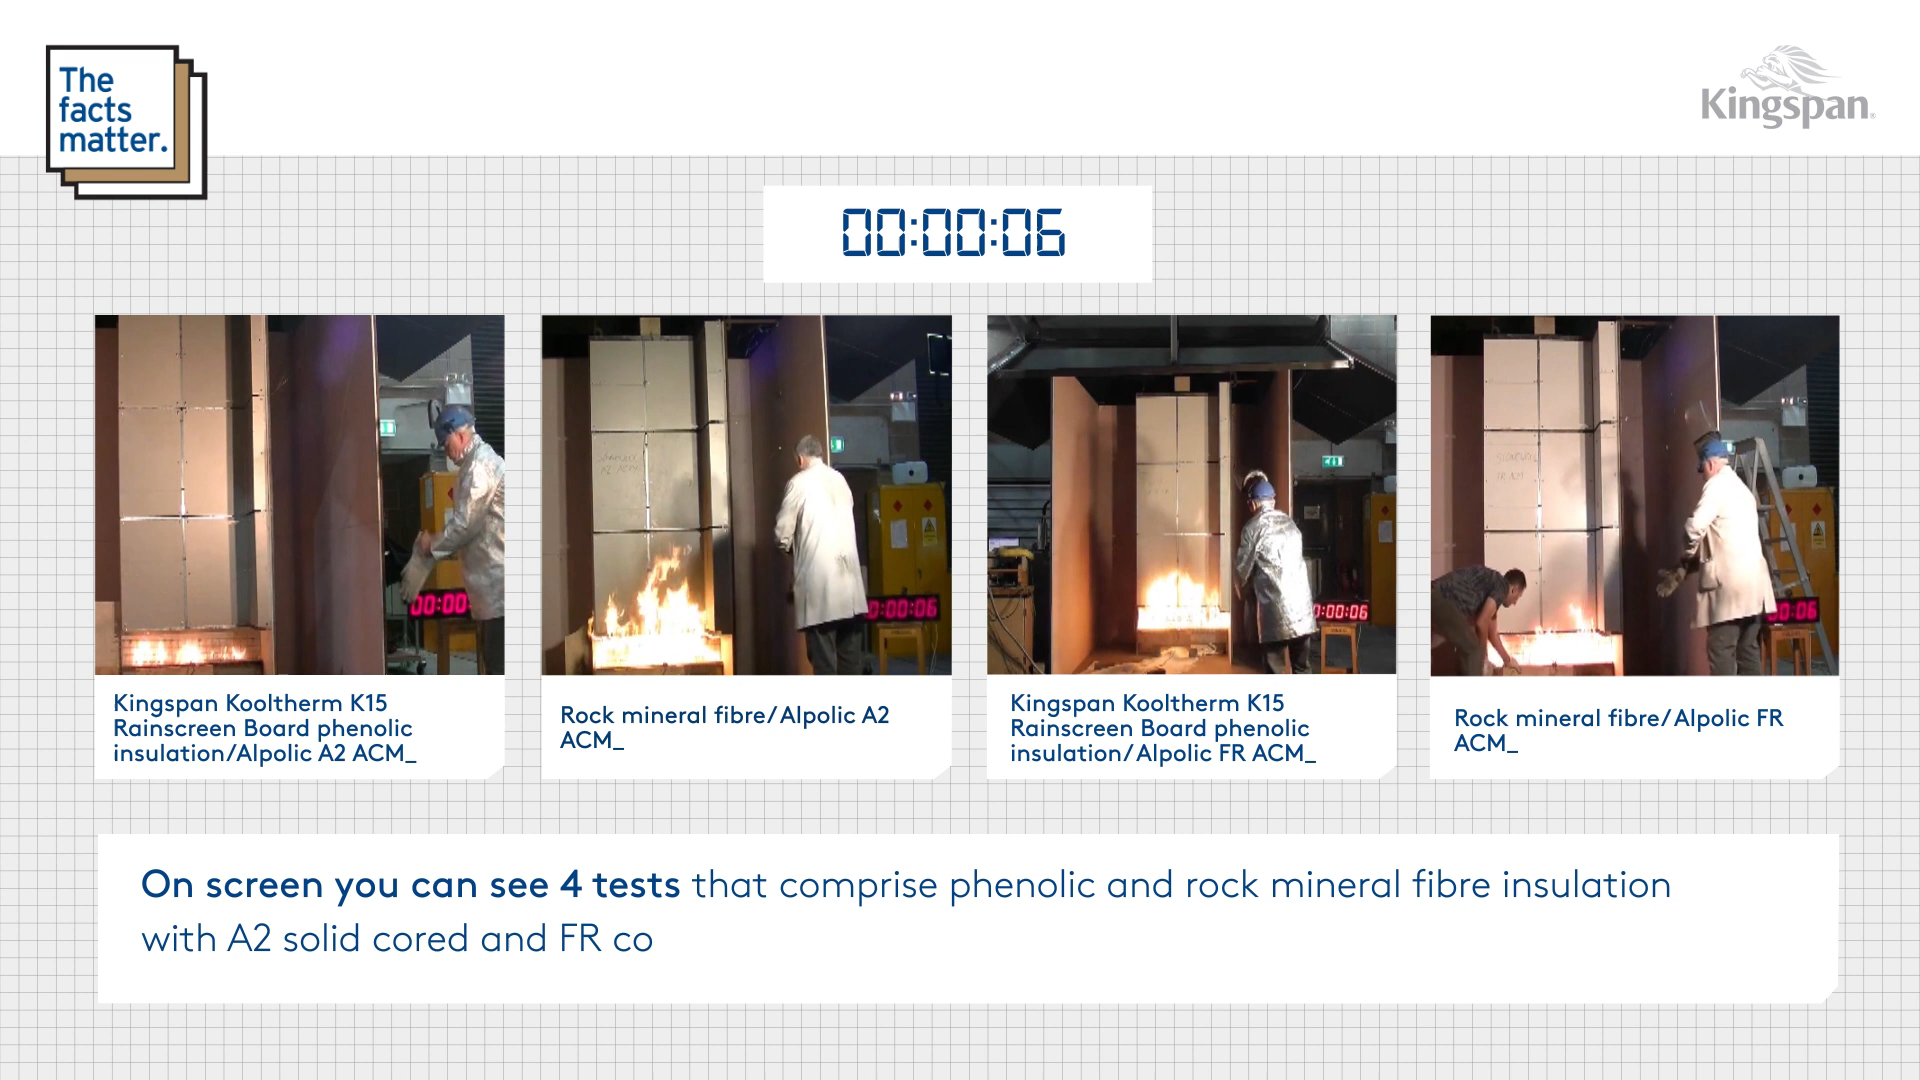 The
facts
matter.
Kingspan
00:00:06
00:00
0:00:06
0:00:06
0:06
Kingspan Kooltherm K15
Rainscreen Board phenolic
insulation/Alpolic A2 ACM_
Rock mineral fibre/Alpolic A2
ACM_
Kingspan Kooltherm K15
Rainscreen Board phenolic
insulation/Alpolic FR ACM_
Rock mineral fibre/Alpolic FR
ACM_
On screen you can see 4 tests that comprise phenolic and rock mineral fibre insulation
with A2 solid cored and FR co